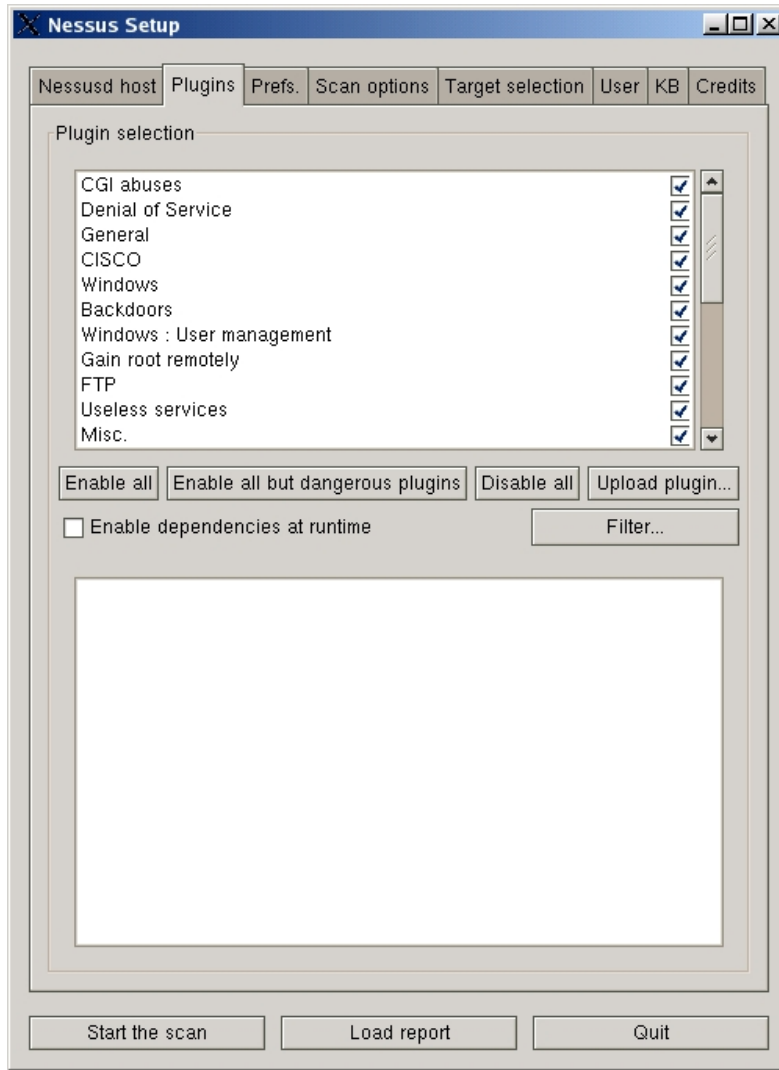 Nessus Setup
Nessusd host Plugins Prefs. Scan options Target selection User KB Credits
Plugin selection
CGI abuses
Denial of Service
General
CISCO
Windows
Backdoors
Windows : User management
Gain root remotely
FTP
Useless services
Misc.
Enable all Enable all but dangerous plugins Disable all Upload plugin...
Enable dependencies at runtime Filter...
Start the scan Load report Quit